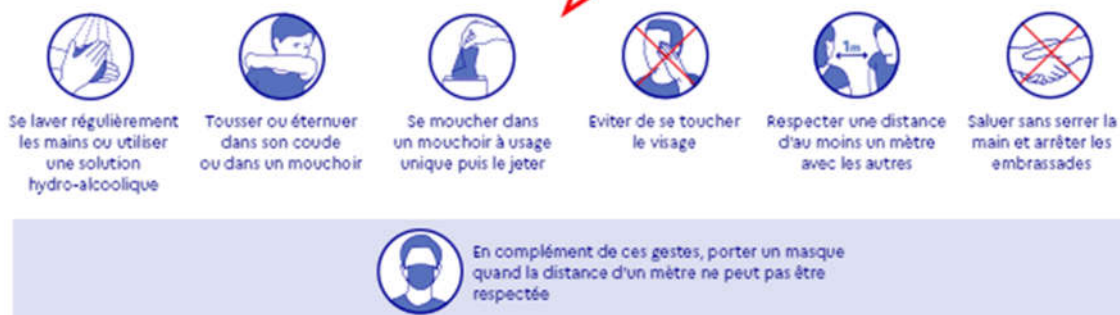 1m
Se laver régulièrement
les mains ou utiliser
une solution
hydro-alcoolique
Tousser ou éternuer
dans son coude
ou dans un mouchoir
Se moucher dans
un mouchoir à usage
unique puis le jeter
Eviter de se toucher
le visage
Respecter une distance
d'au moins un mètre
avec les autres
Saluer sans serrer la
main et arrêter les
embrassades
En complément de ces gestes, porter un masque
quand la distance d'un mètre ne peut pas être
respectée